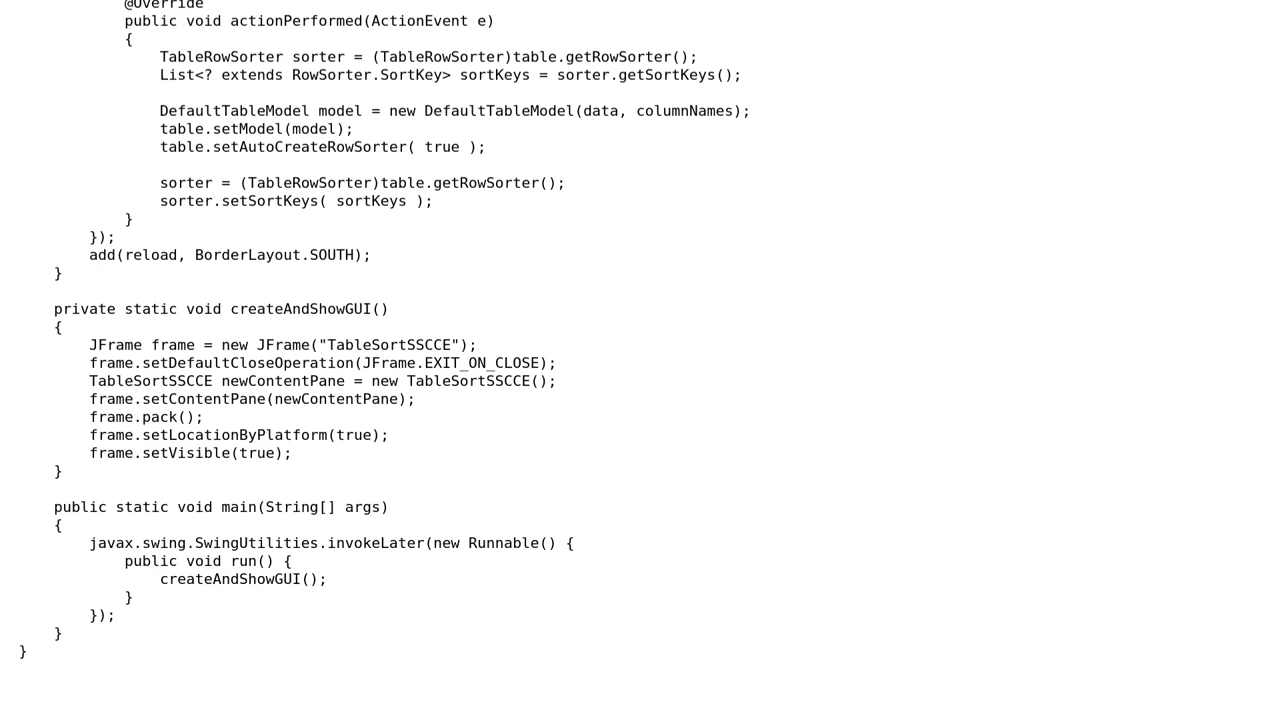 @Override
            public void actionPerformed(ActionEvent e)
            {
                TableRowSorter sorter = (TableRowSorter)table.getRowSorter();
                List<? extends RowSorter.SortKey> sortKeys = sorter.getSortKeys();

                DefaultTableModel model = new DefaultTableModel(data, columnNames);
                table.setModel(model);
                table.setAutoCreateRowSorter( true );

                sorter = (TableRowSorter)table.getRowSorter();
                sorter.setSortKeys( sortKeys );
            }
        });
        add(reload, BorderLayout.SOUTH);
    }

    private static void createAndShowGUI()
    {
        JFrame frame = new JFrame("TableSortSSCCE");
        frame.setDefaultCloseOperation(JFrame.EXIT_ON_CLOSE);
        TableSortSSCCE newContentPane = new TableSortSSCCE();
        frame.setContentPane(newContentPane);
        frame.pack();
        frame.setLocationByPlatform(true);
        frame.setVisible(true);
    }

    public static void main(String[] args)
    {
        javax.swing.SwingUtilities.invokeLater(new Runnable() {
            public void run() {
                createAndShowGUI();
            }
        });
    }
}